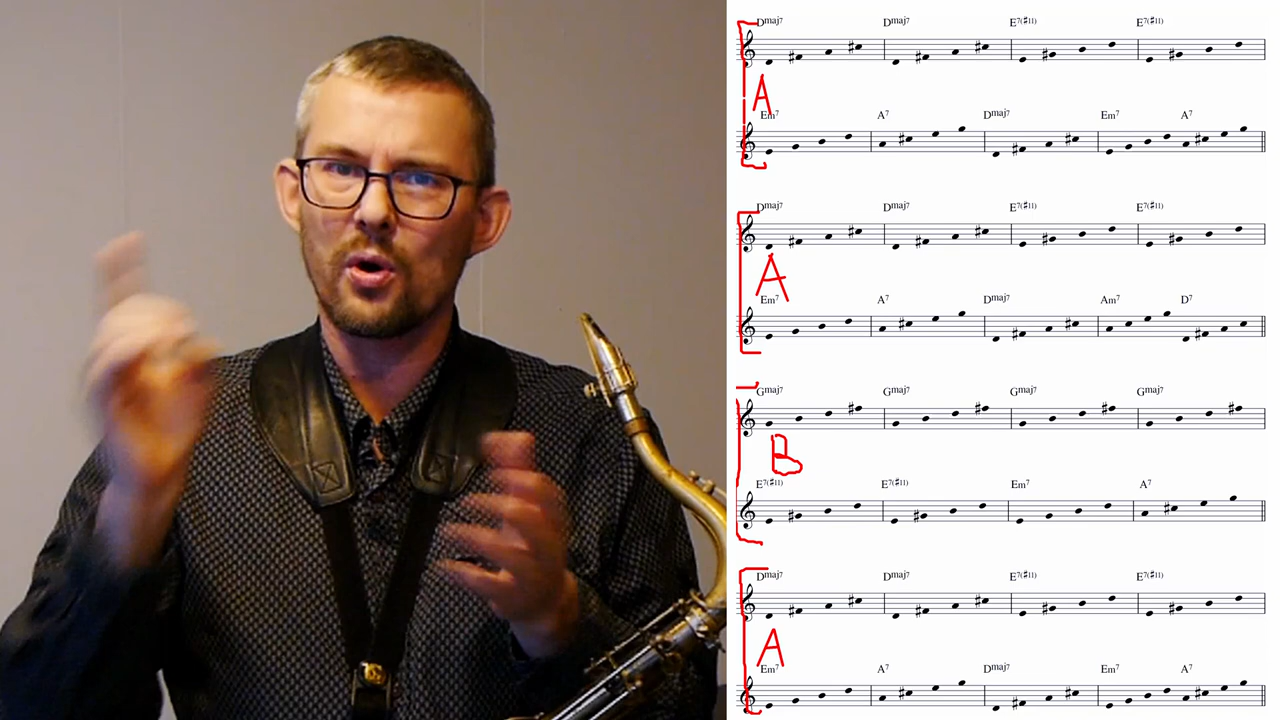 Dmaj7 Dmaj7 E7(#11) E7(#11)
A
Em7 A7 Dmaj7 Em7 A7
Dmaj7 Dmaj7 E7(#11) E7(#11)
A
Em7 A7 Dmaj7 Am7 D7
Gmaj7 Gmaj7 Gmaj7 Gmaj7
B
E7(#11) E7(#11) Em7 A7
Dmaj7 Dmaj7 E7(#11) E7(#11)
A
Em7 A7 Dmaj7 Em7 A7